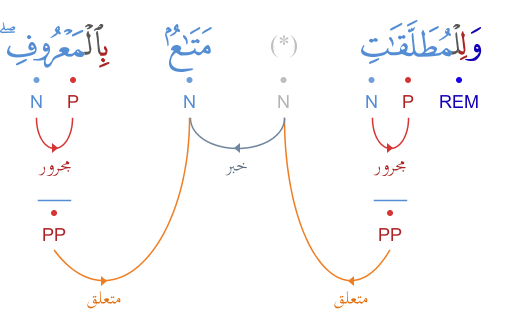 وَلِلْمُطَلَّقَٰتِ (*) مَتَٰعٌۢ بِٱلْمَعْرُوفِ ۖ
REM P N N N P N
مجرور خبر مجرور
PP PP
متعلق متعلق